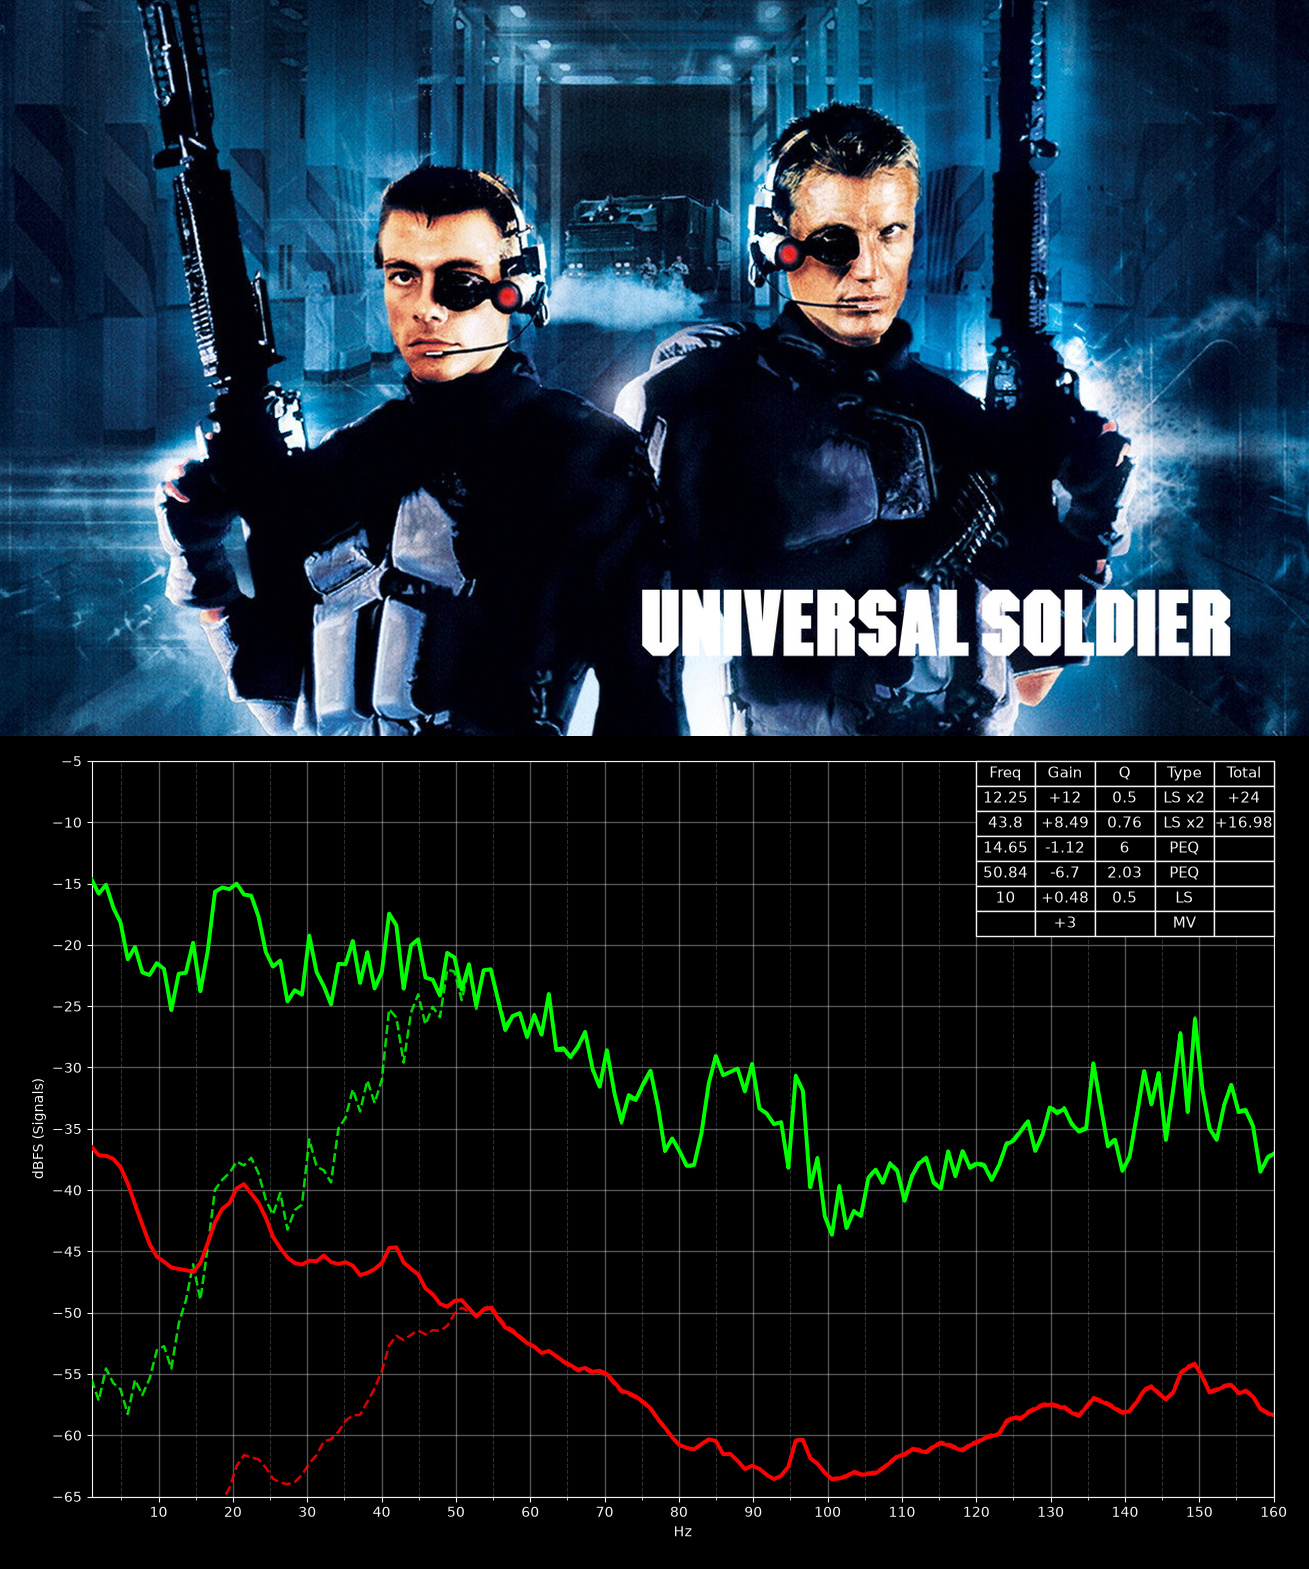 UNIVERSAL SOLDIER
Freq Gain Q Type Total
12.25 +12 0.5 LS x2 +24
43.8 +8.49 0.76 LS x2 +16.98
14.65 -1.12 6 PEQ
50.84 -6.7 2.03 PEQ
10 +0.48 0.5 LS
+3 MV
−5
−10
−15
−20
−25
−30
−35
−40
−45
−50
−55
−60
−65
dBFS (Signals)
10 20 30 40 50 60 70 80 90 100 110 120 130 140 150 160
Hz